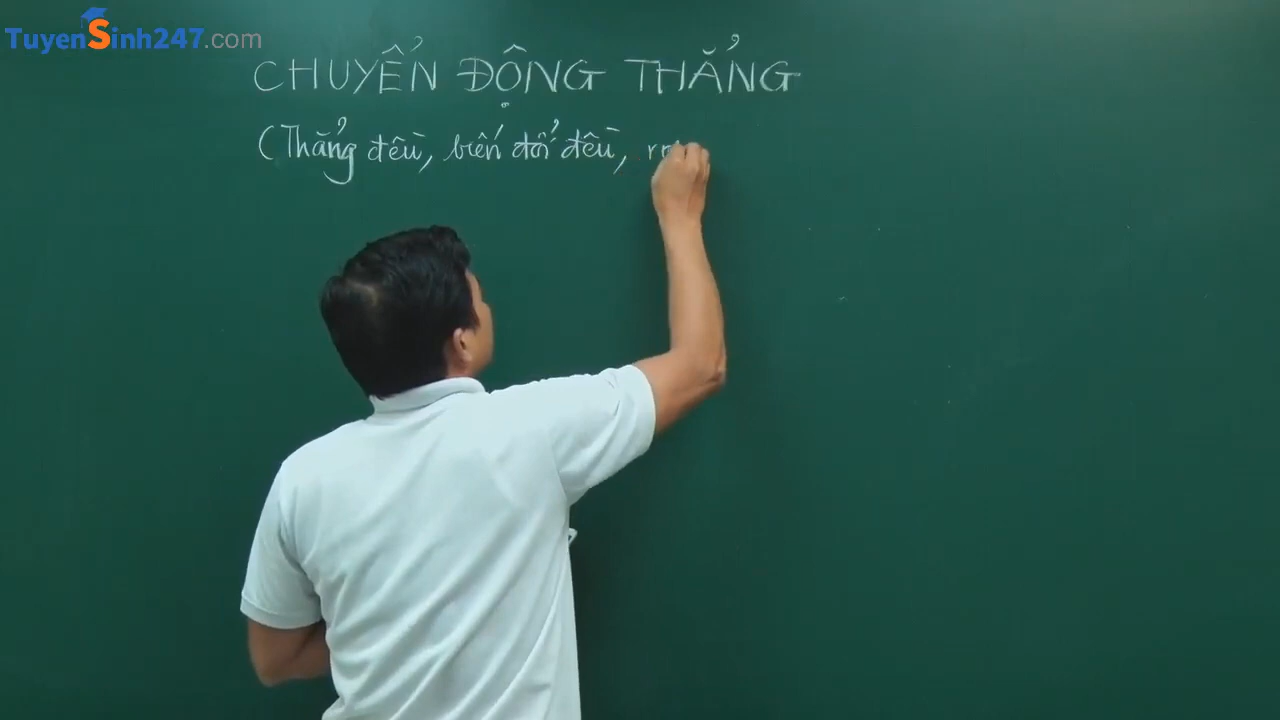 TuyenSinh247.com
CHUYỂN ĐỘNG THẲNG
(Thẳng đều, biến đổi đều,